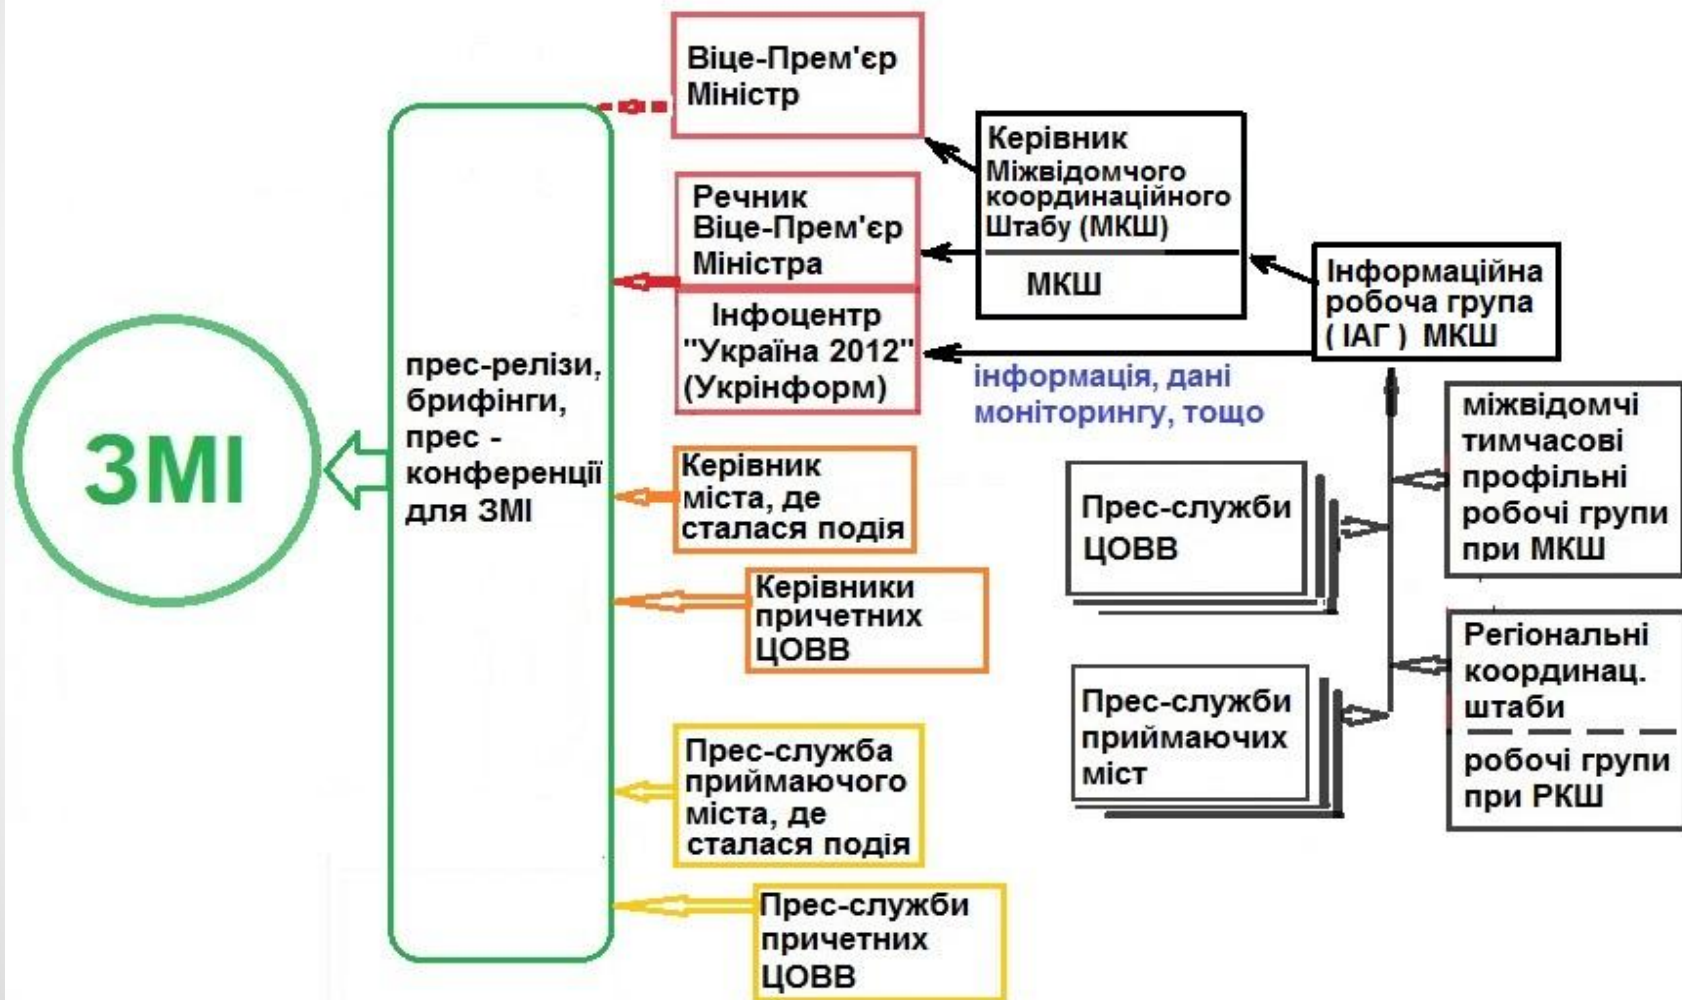 Віце-Прем'єр
Міністр
Керівник
Міжвідомчого
координаційного
Штабу (МКШ)
МКШ
Речник
Віце-Прем'єр
Міністра
Інфоцентр
"Україна 2012"
(Укрінформ)
Інформаційна
робоча група
( ІАГ ) МКШ
інформація, дані
моніторингу, тощо
ЗМІ
прес-релізи,
брифінги,
прес -
конференції
для ЗМІ
Керівник
міста, де
сталася подія
Керівники
причетних
ЦОВВ
Прес-служба
приймаючого
міста, де
сталася подія
Прес-служби
причетних
ЦОВВ
Прес-служби
ЦОВВ
Прес-служби
приймаючих
міст
міжвідомчі
тимчасові
профільні
робочі групи
при МКШ
Регіональні
координац.
штаби
робочі групи
при РКШ